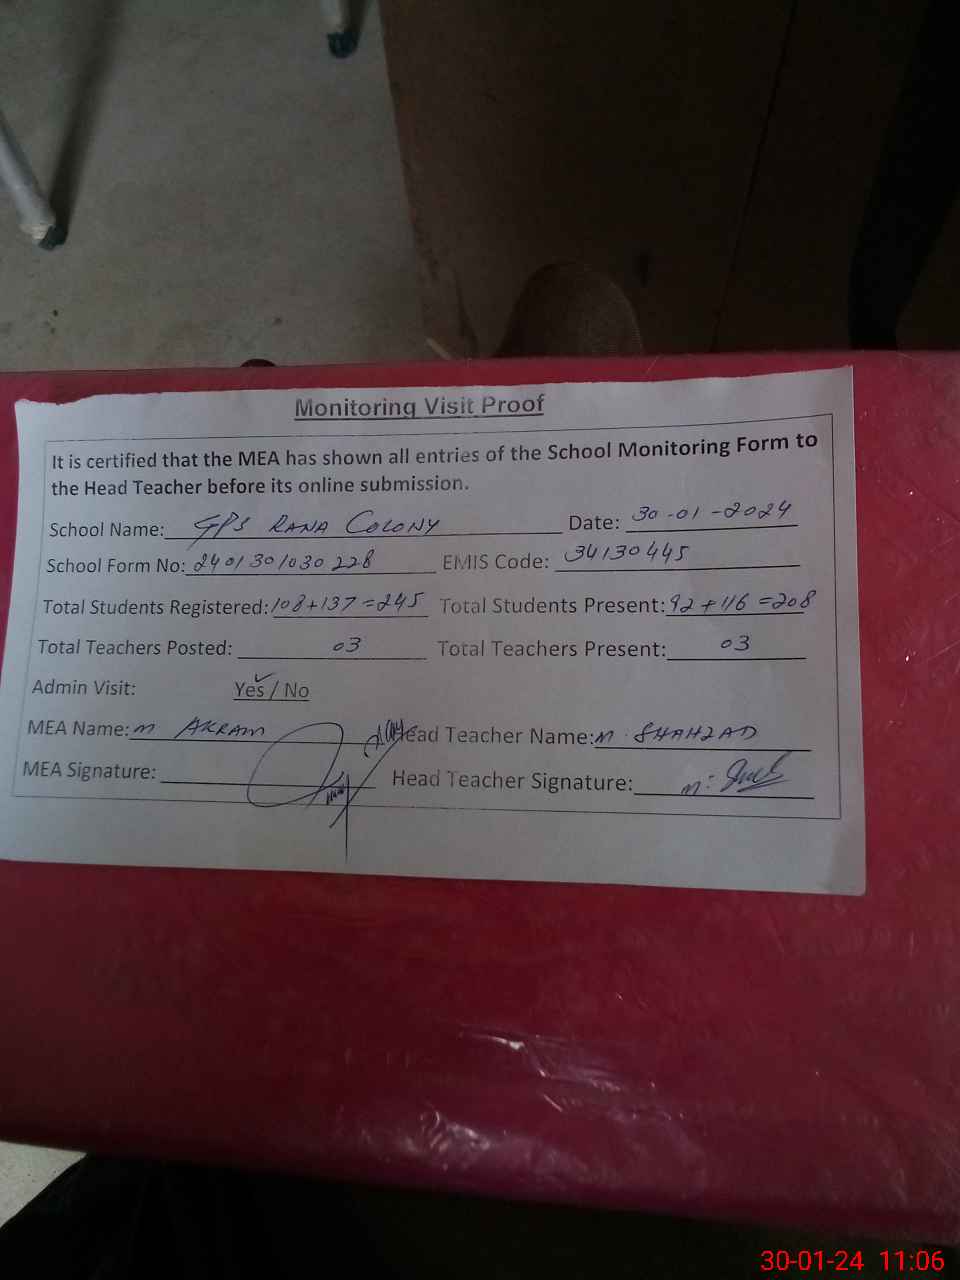 Monitoring Visit Proof
It is certified that the MEA has shown all entries of the School Monitoring Form to
the Head Teacher before its online submission.
School Name: GPS RANA COLONY Date: 30-01-2024
School Form No: 2401301030228 EMIS Code: 34130445
Total Students Registered: 108+137=245 Total Students Present: 92+116=208
Total Teachers Posted: 03 Total Teachers Present: 03
Admin Visit: Yes / No
MEA Name: M AKRAM Head Teacher Name: M. SHAHZAD
MEA Signature: Head Teacher Signature:
30-01-24 11:06